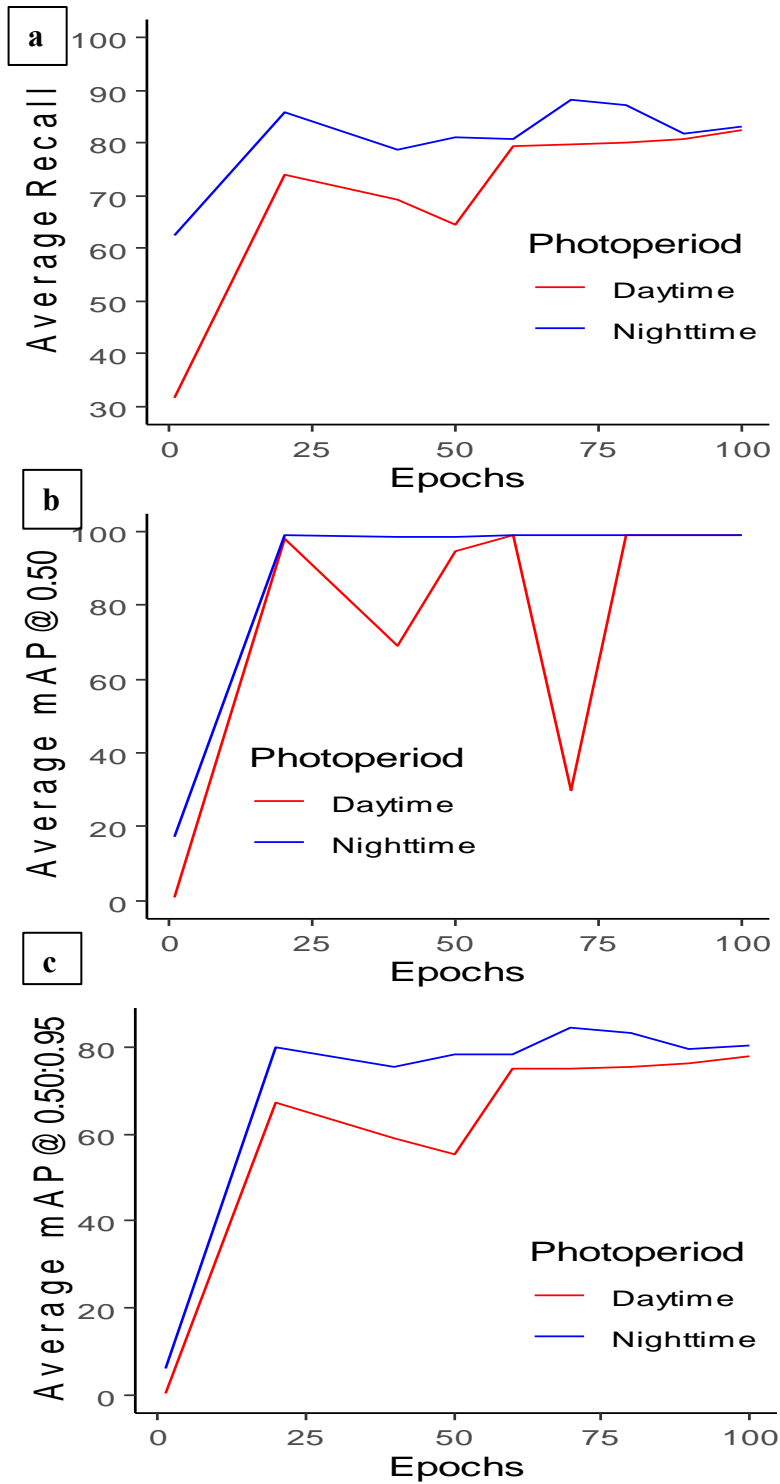 a
Average Recall
100
90
80
70
60
50
40
30
Photoperiod
Daytime
Nighttime
0 25 50 75 100
Epochs
b
Average mAP@0.50
100
80
60
40
20
0
Photoperiod
Daytime
Nighttime
0 25 50 75 100
Epochs
c
Average mAP@0.50:0.95
80
60
40
20
0
Photoperiod
Daytime
Nighttime
0 25 50 75 100
Epochs